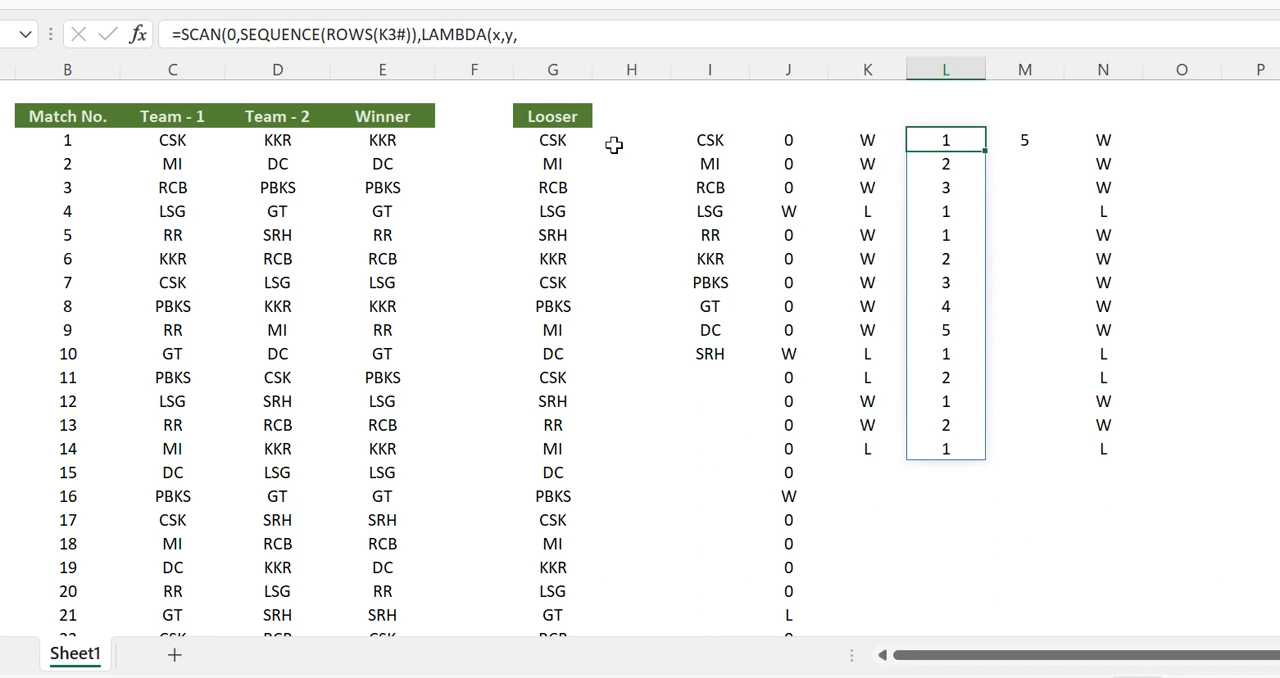 fx =SCAN(0,SEQUENCE(ROWS(K3#)),LAMBDA(x,y,
B C D E F G H I J K L M N O P
Match No. Team - 1 Team - 2 Winner Looser
1 CSK KKR KKR CSK CSK 0 W 1 5 W
2 MI DC DC MI MI 0 W 2 W
3 RCB PBKS PBKS RCB RCB 0 W 3 W
4 LSG GT GT LSG LSG W L 1 L
5 RR SRH RR SRH RR 0 W 1 W
6 KKR RCB RCB KKR KKR 0 W 2 W
7 CSK LSG LSG CSK PBKS 0 W 3 W
8 PBKS KKR KKR PBKS GT 0 W 4 W
9 RR MI RR MI DC 0 W 5 W
10 GT DC GT DC SRH W L 1 L
11 PBKS CSK PBKS CSK 0 L 2 L
12 LSG SRH LSG SRH 0 W 1 W
13 RR RCB RCB RR 0 W 2 W
14 MI KKR KKR MI 0 L 1 L
15 DC LSG LSG DC 0
16 PBKS GT GT PBKS W
17 CSK SRH SRH CSK 0
18 MI RCB RCB MI 0
19 DC KKR DC KKR 0
20 RR LSG RR LSG 0
21 GT SRH SRH GT L
Sheet1